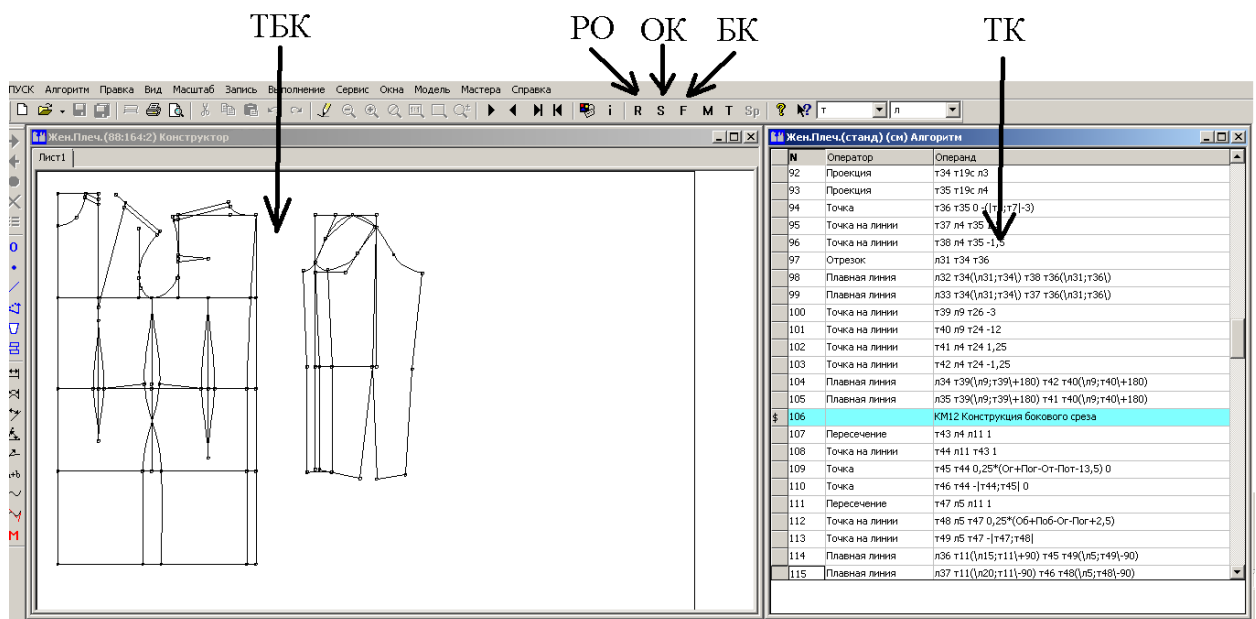 ТБК РО ОК БК ТК
ПУСК Алгоритм Правка Вид Масштаб Запись Выполнение Сервис Окна Модель Мастера Справка
i R S F M T Sp т л
Жен.Плеч.(88:164:2) Конструктор
Лист1
Жен.Плеч.(станд) (см) Алгоритм
N Оператор Операнд
92 Проекция т34 т19с л3
93 Проекция т35 т19с л4
94 Точка т36 т35 0 -(|т6;т7|-3)
95 Точка на линии т37 л4 т35
96 Точка на линии т38 л4 т35 -1,5
97 Отрезок л31 т34 т36
98 Плавная линия л32 т34(\л31;т34\) т38 т36(\л31;т36\)
99 Плавная линия л33 т34(\л31;т34\) т37 т36(\л31;т36\)
100 Точка на линии т39 л9 т26 -3
101 Точка на линии т40 л9 т24 -12
102 Точка на линии т41 л4 т24 1,25
103 Точка на линии т42 л4 т24 -1,25
104 Плавная линия л34 т39(\л9;т39\+180) т42 т40(\л9;т40\+180)
105 Плавная линия л35 т39(\л9;т39\+180) т41 т40(\л9;т40\+180)
$ 106 КМ12 Конструкция бокового среза
107 Пересечение т43 л4 л11 1
108 Точка на линии т44 л11 т43 1
109 Точка т45 т44 0,25*(Ог+Пог-От-Пот-13,5) 0
110 Точка т46 т44 -|т44;т45| 0
111 Пересечение т47 л5 л11 1
112 Точка на линии т48 л5 т47 0,25*(Об+Поб-Ог-Пог+2,5)
113 Точка на линии т49 л5 т47 -|т47;т48|
114 Плавная линия л36 т11(\л15;т11\+90) т45 т49(\л5;т49\-90)
115 Плавная линия л37 т11(\л20;т11\-90) т46 т48(\л5;т48\-90)